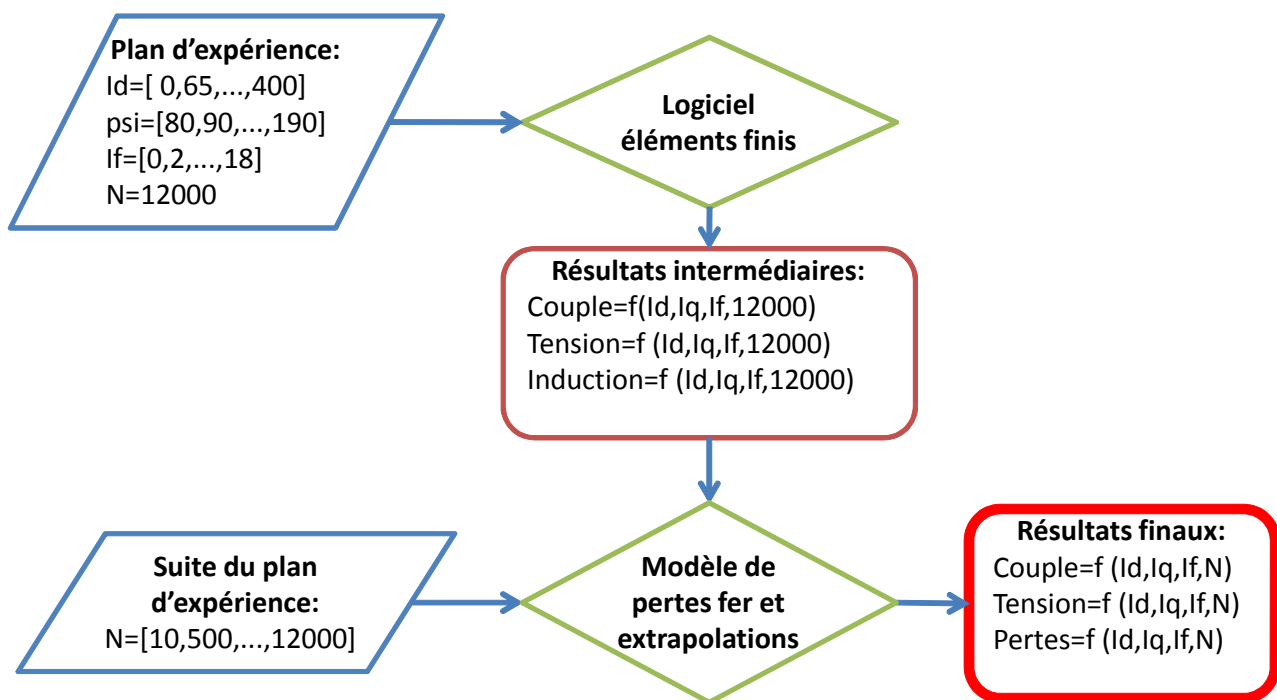 Plan d'expérience:
Id=[ 0,65,...,400]
psi=[80,90,...,190]
If=[0,2,...,18]
N=12000
Logiciel
éléments finis
Résultats intermédiaires:
Couple=f(Id,Iq,If,12000)
Tension=f (Id,Iq,If,12000)
Induction=f (Id,Iq,If,12000)
Suite du plan
d'expérience:
N=[10,500,...,12000]
Modèle de
pertes fer et
extrapolations
Résultats finaux:
Couple=f (Id,Iq,If,N)
Tension=f (Id,Iq,If,N)
Pertes=f (Id,Iq,If,N)